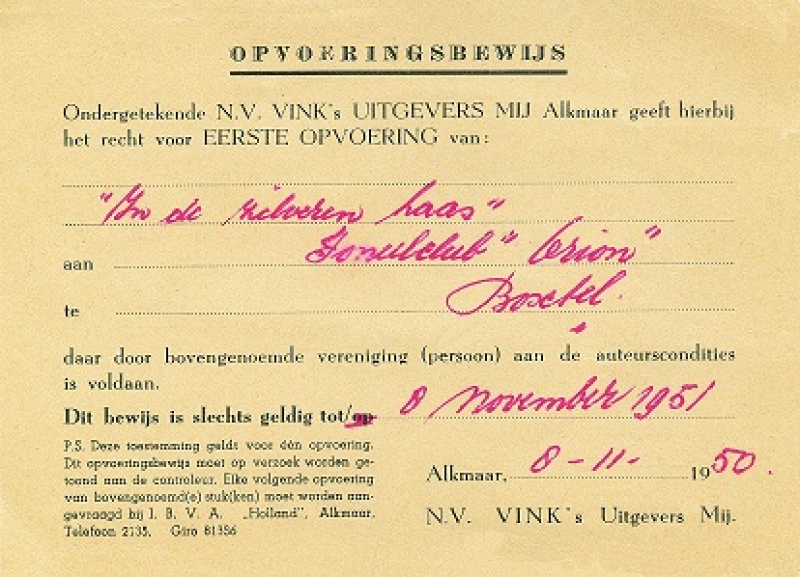 OPVOERINGSBEWIJS
Ondergetekende N.V. VINK's UITGEVERS MIJ Alkmaar geeft hierbij
het recht voor EERSTE OPVOERING van:
"In de zilveren haas"
aan Toneelclub "Orion"
te Boxtel.
daar door bovengenoemde vereniging (persoon) aan de auteurscondities
is voldaan.
Dit bewijs is slechts geldig tot/op 8 november 1951
P.S. Deze toestemming geldt voor één opvoering.
Dit opvoeringsbewijs moet op verzoek worden ge-
toond aan de controleur. Elke volgende opvoering
van bovengenoemd(e) stuk(ken) moet worden aan-
gevraagd bij I. B. V. A. „Holland", Alkmaar,
Telefoon 2135. Giro 81356
Alkmaar, 8-11- 1950.
N.V. VINK's Uitgevers Mij.